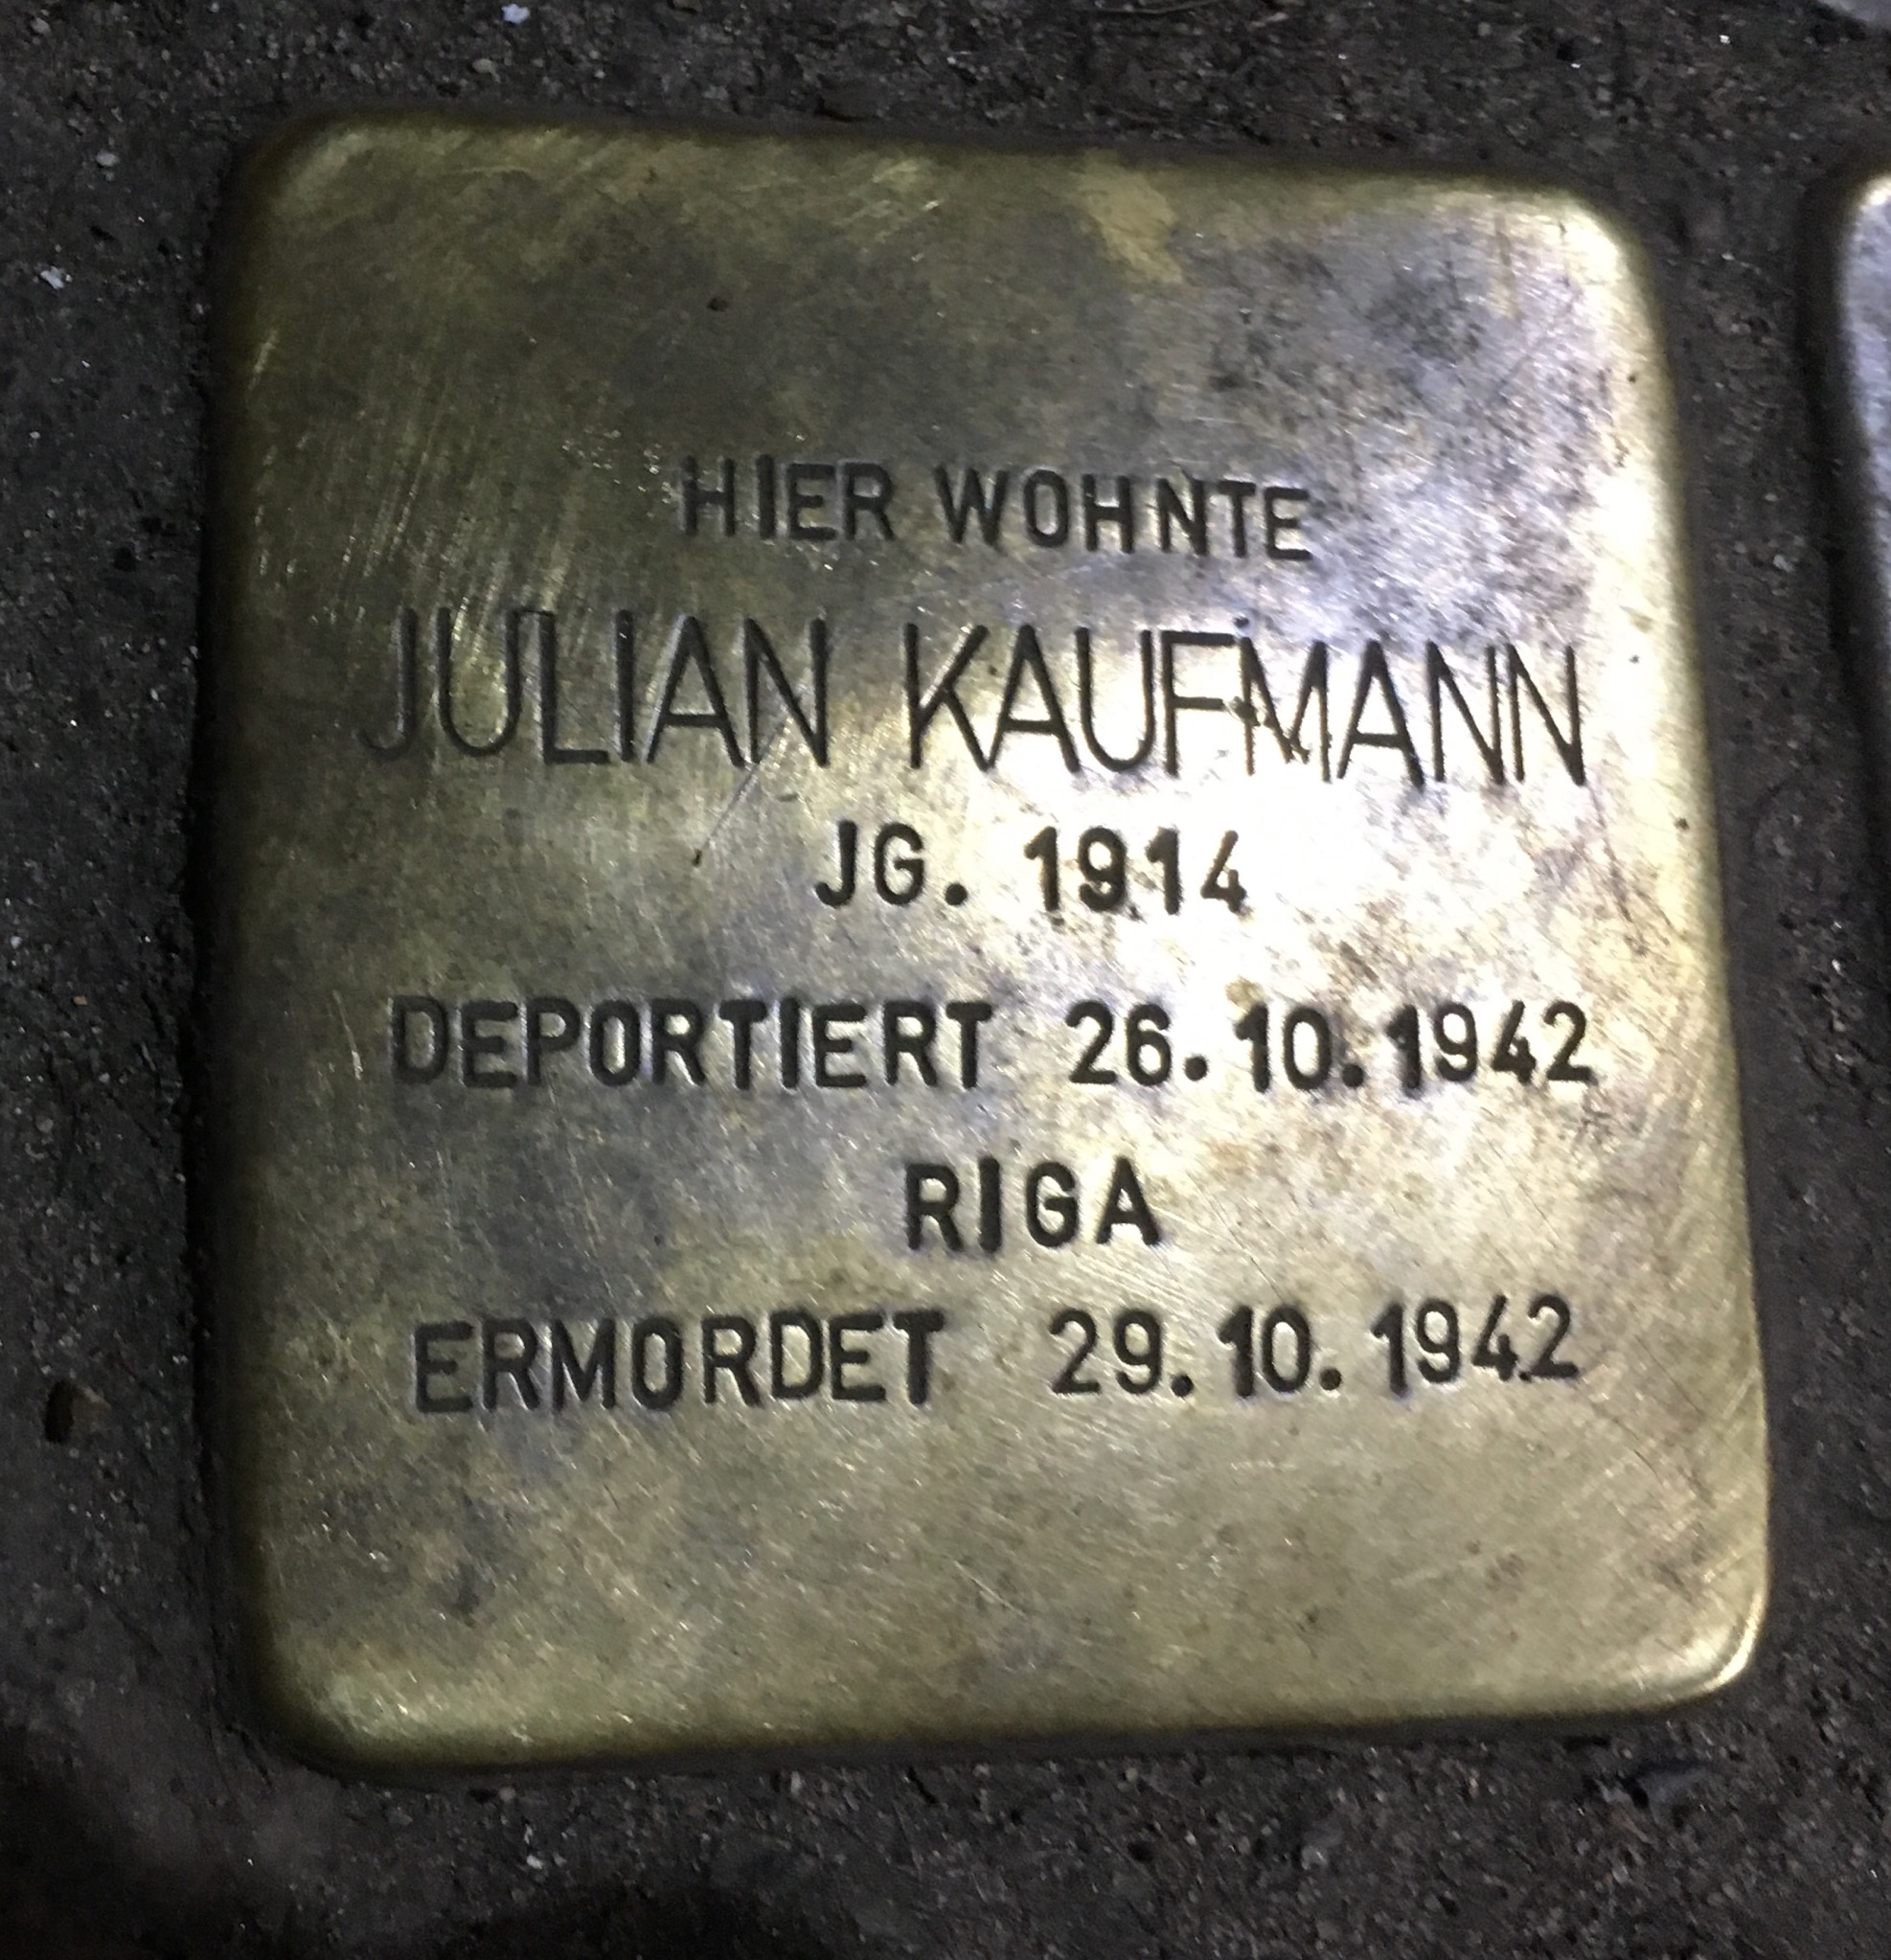 HIER WOHNTE
JULIAN KAUFMANN
JG. 1914
DEPORTIERT 26.10.1942
RIGA
ERMORDET 29.10.1942